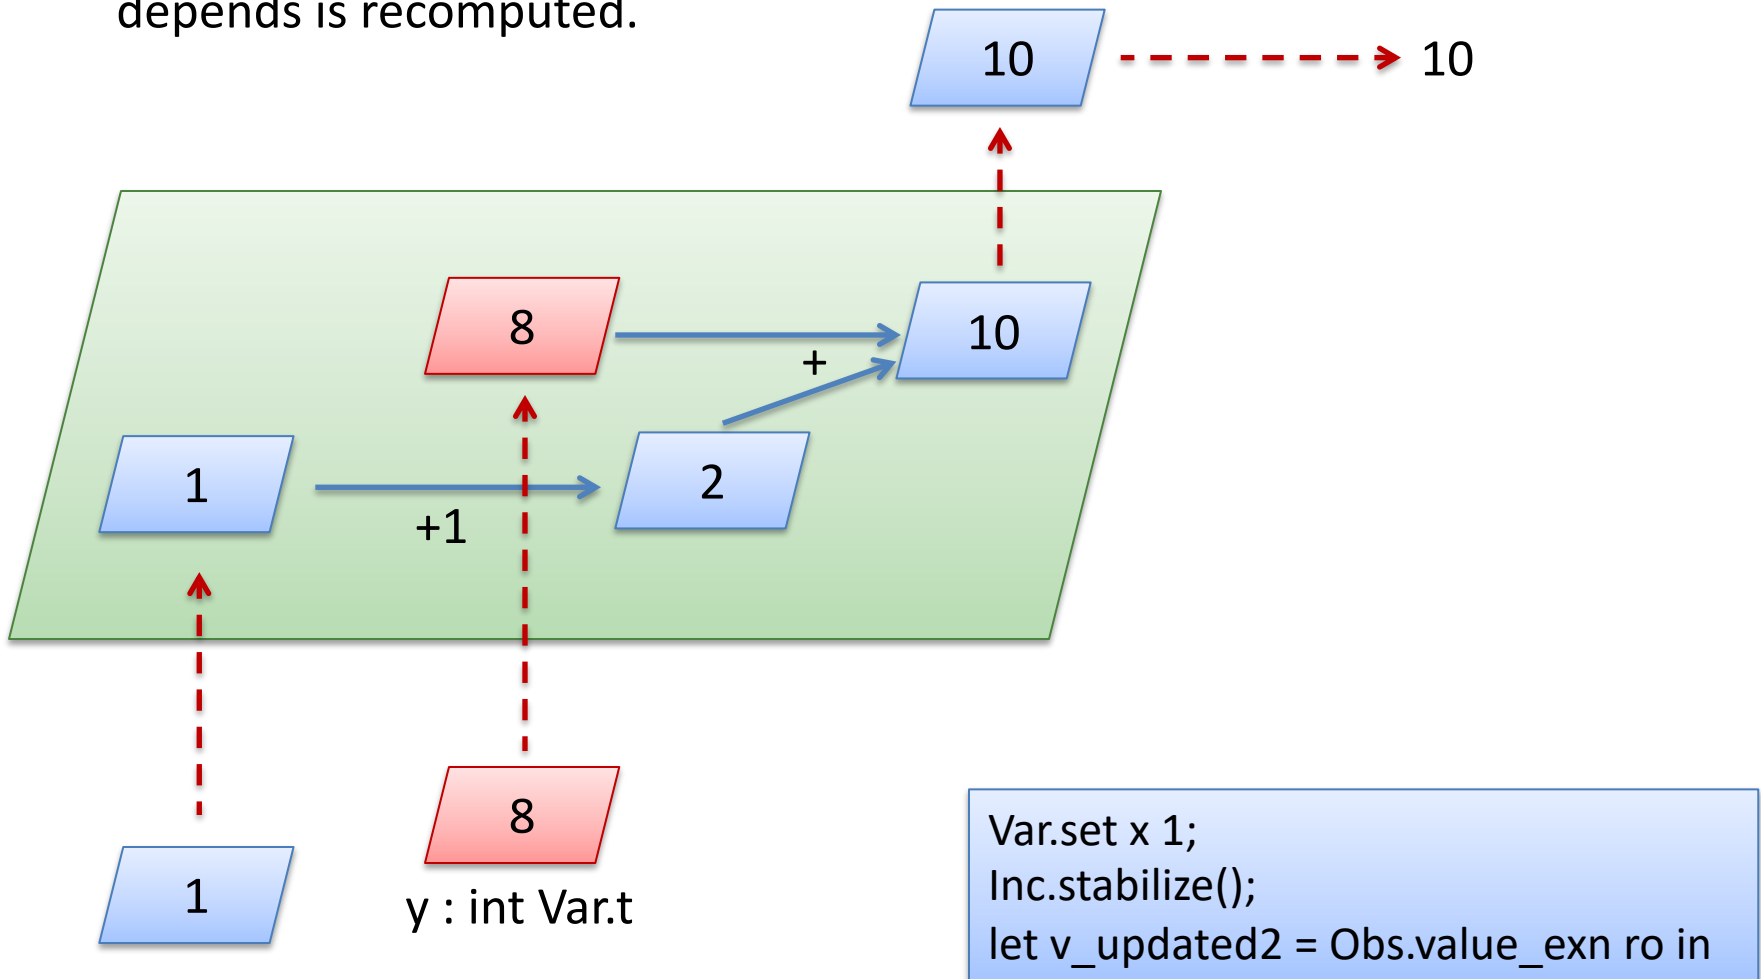 depends is recomputed.
10
10
8
10
+
1
2
+1
8
1
y : int Var.t
Var.set x 1;
Inc.stabilize();
let v_updated2 = Obs.value_exn ro in